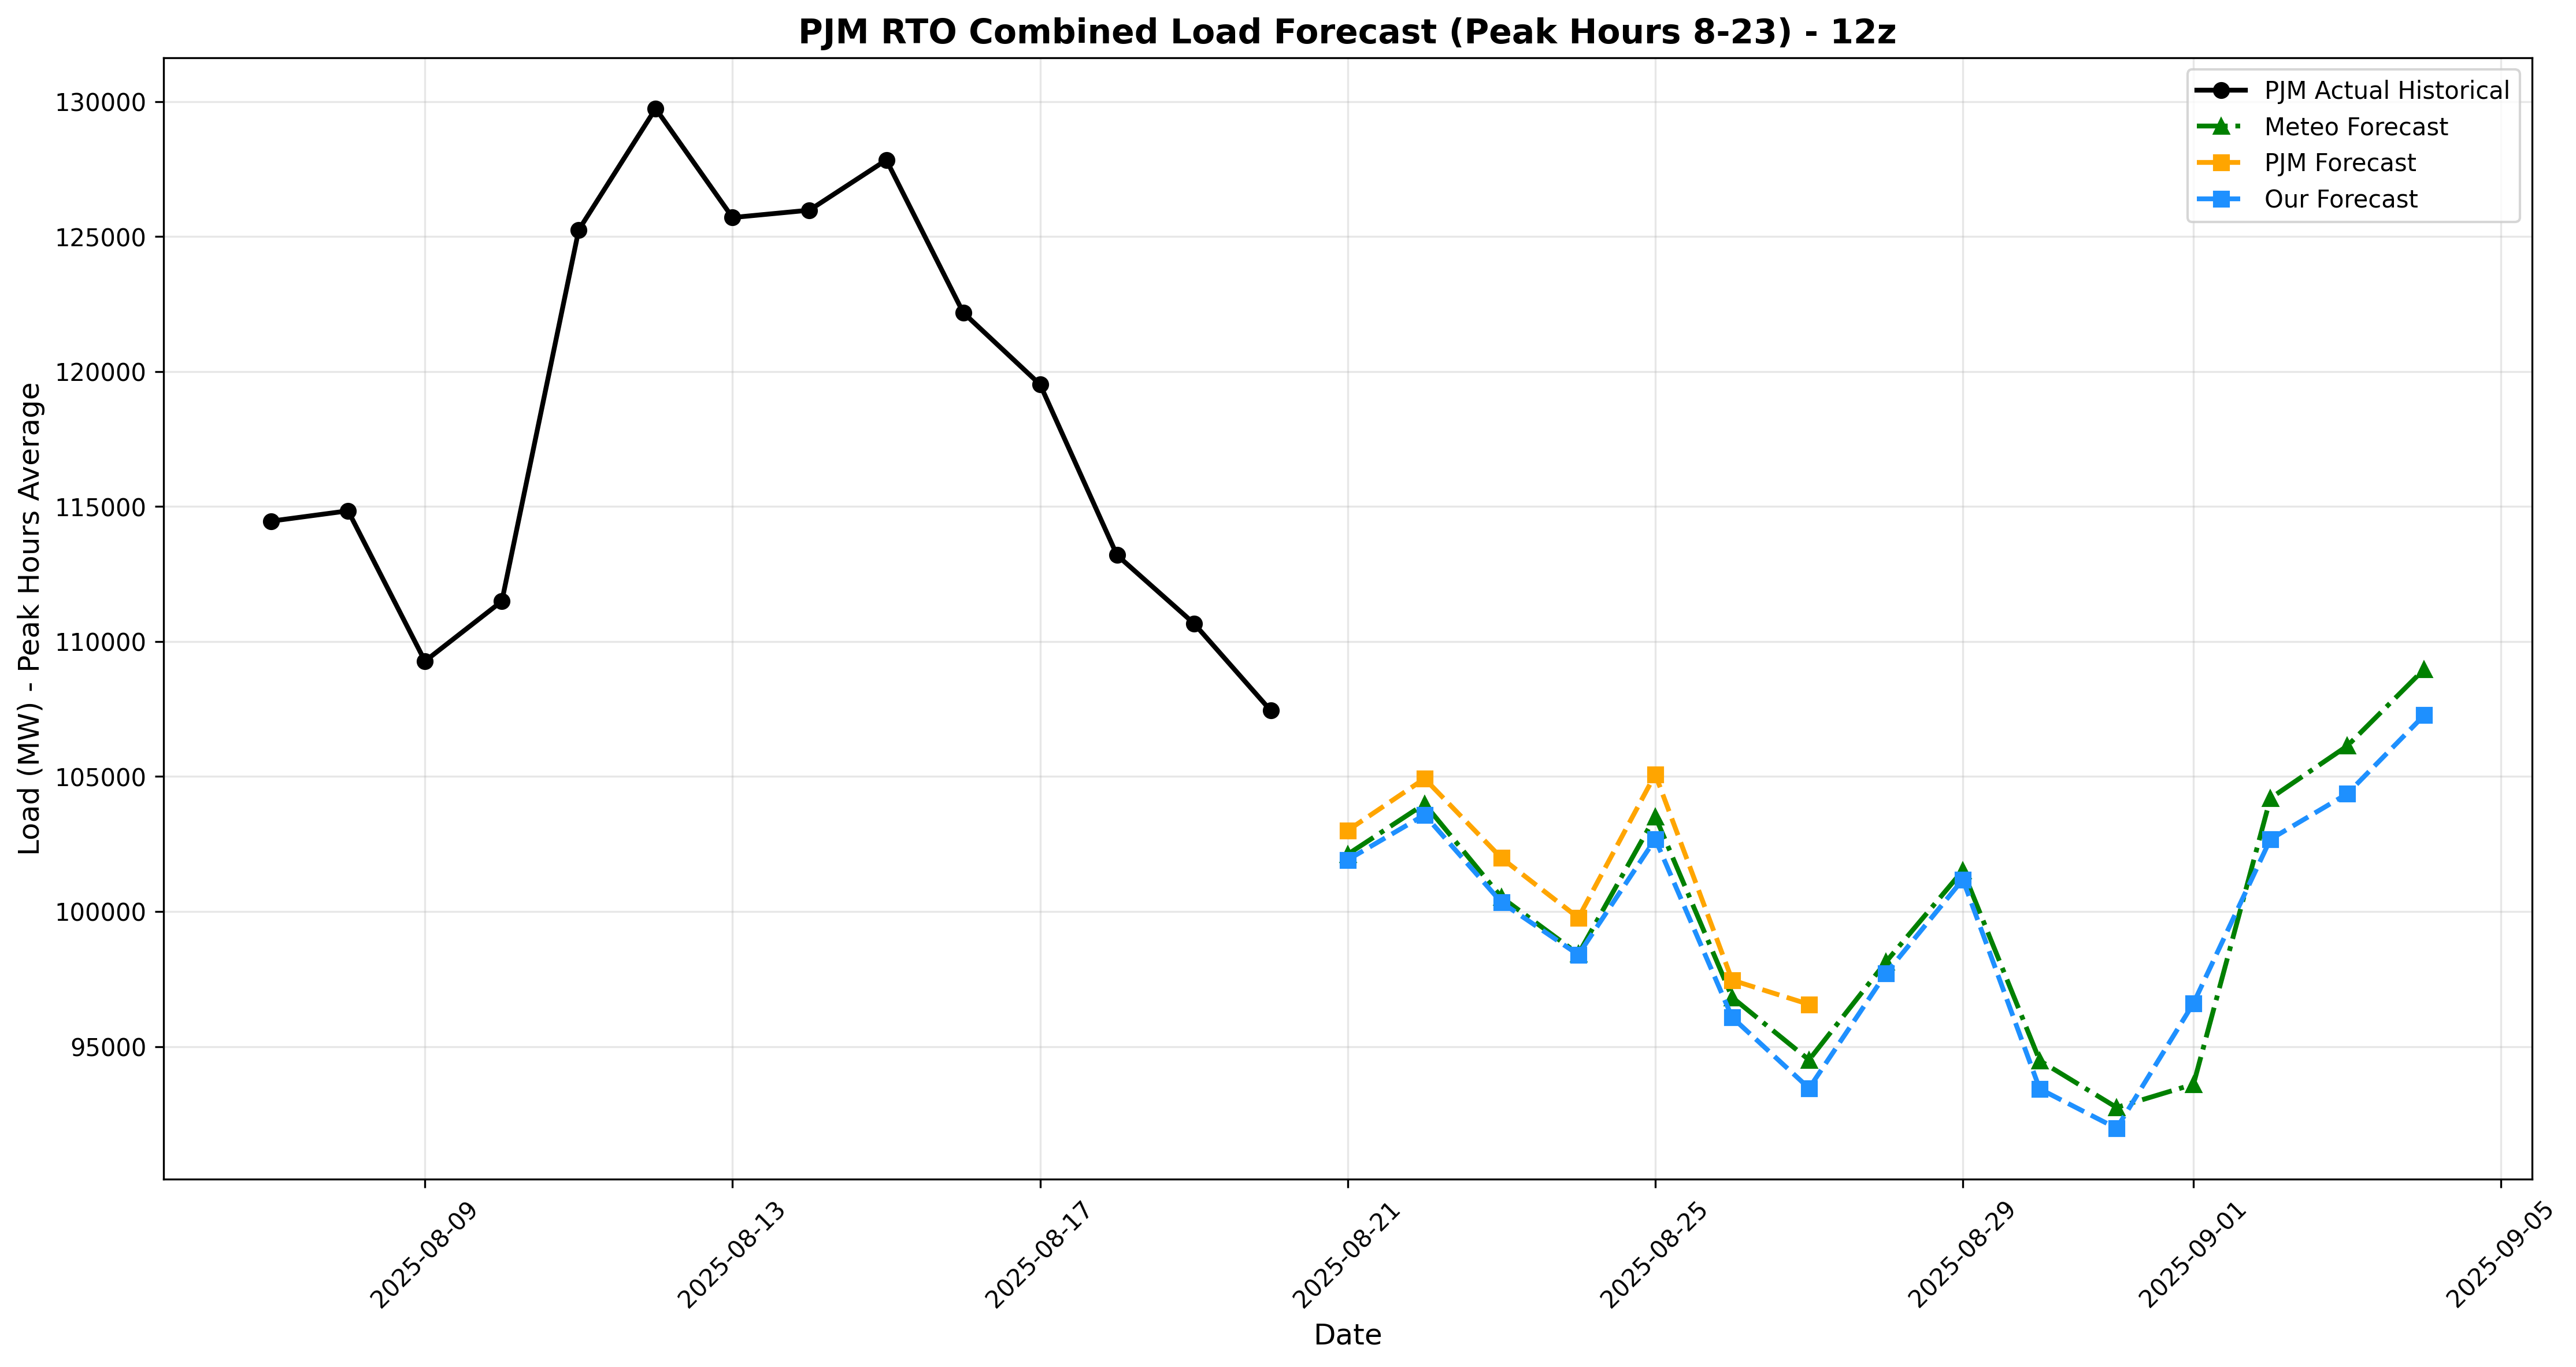 PJM RTO Combined Load Forecast (Peak Hours 8-23) - 12z
PJM Actual Historical
Meteo Forecast
PJM Forecast
Our Forecast
Load (MW) - Peak Hours Average
130000
125000
120000
115000
110000
105000
100000
95000
2025-08-09
2025-08-13
2025-08-17
2025-08-21
2025-08-25
2025-08-29
2025-09-01
2025-09-05
Date